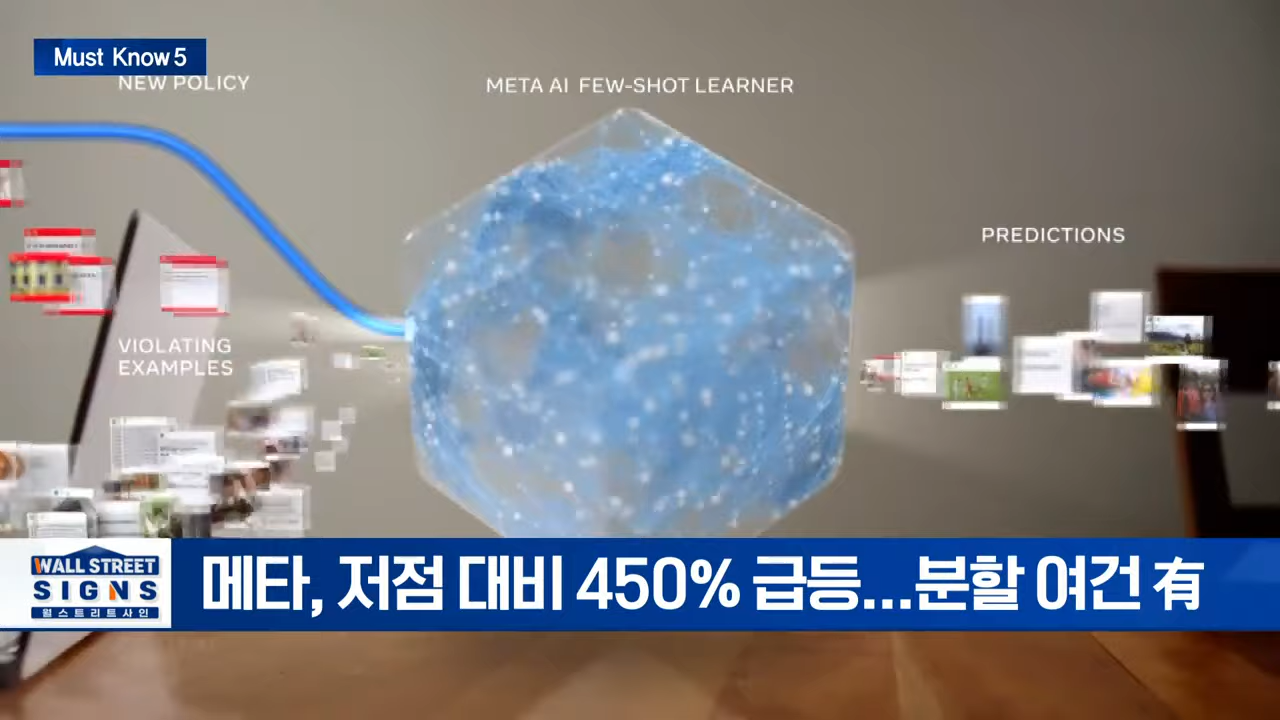 Must Know 5
NEW POLICY
META AI FEW-SHOT LEARNER
PREDICTIONS
VIOLATING
EXAMPLES
WALL STREET
SIGNS
월스트리트사인
메타, 저점 대비 450% 급등...분할 여건 有